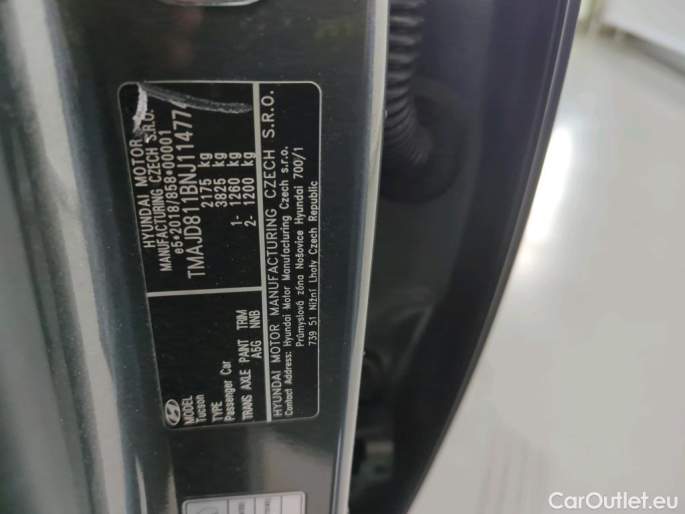 HYUNDAI MOTOR
MANUFACTURING CZECH S.R.O.
e5*2018/858*00001
TMAJD811BNJ11477
2175 kg
3825 kg
1- 1260 kg
2- 1200 kg
MODEL
Tucson
TYPE
Passenger Car
TRANS AXLE PAINT TRIM
A5G NNB
HYUNDAI MOTOR MANUFACTURING CZECH S.R.O.
Contact Address: Hyundai Motor Manufacturing Czech s.r.o.
Průmyslová zóna Nošovice Hyundai 700/1
739 51 Nižní Lhoty Czech Republic
CarOutlet.eu